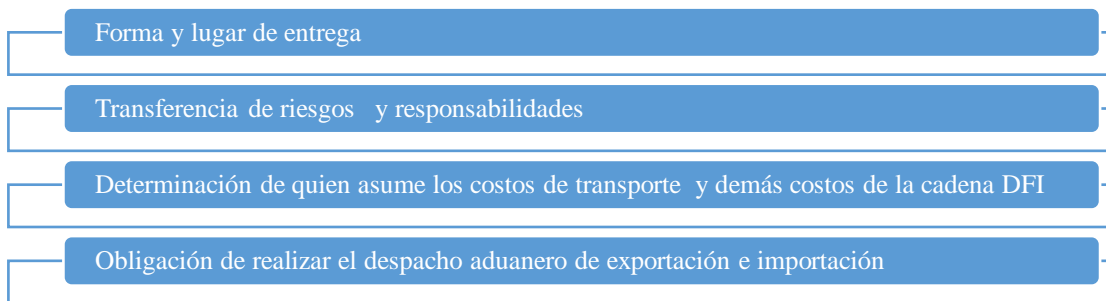 Forma y lugar de entrega
Transferencia de riesgos y responsabilidades
Determinación de quien asume los costos de transporte y demás costos de la cadena DFI
Obligación de realizar el despacho aduanero de exportación e importación